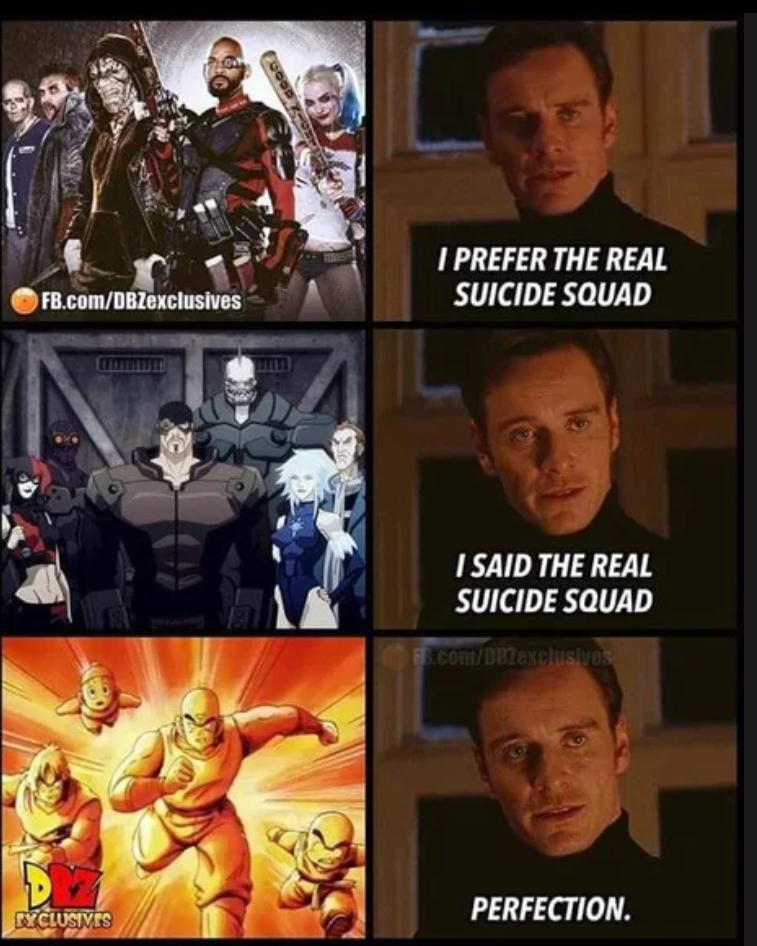 GOOD
FB.com/DBZexclusives
I PREFER THE REAL
SUICIDE SQUAD
I SAID THE REAL
SUICIDE SQUAD
FB.com/DBZexclusives
DBZ
EXCLUSIVES
PERFECTION.